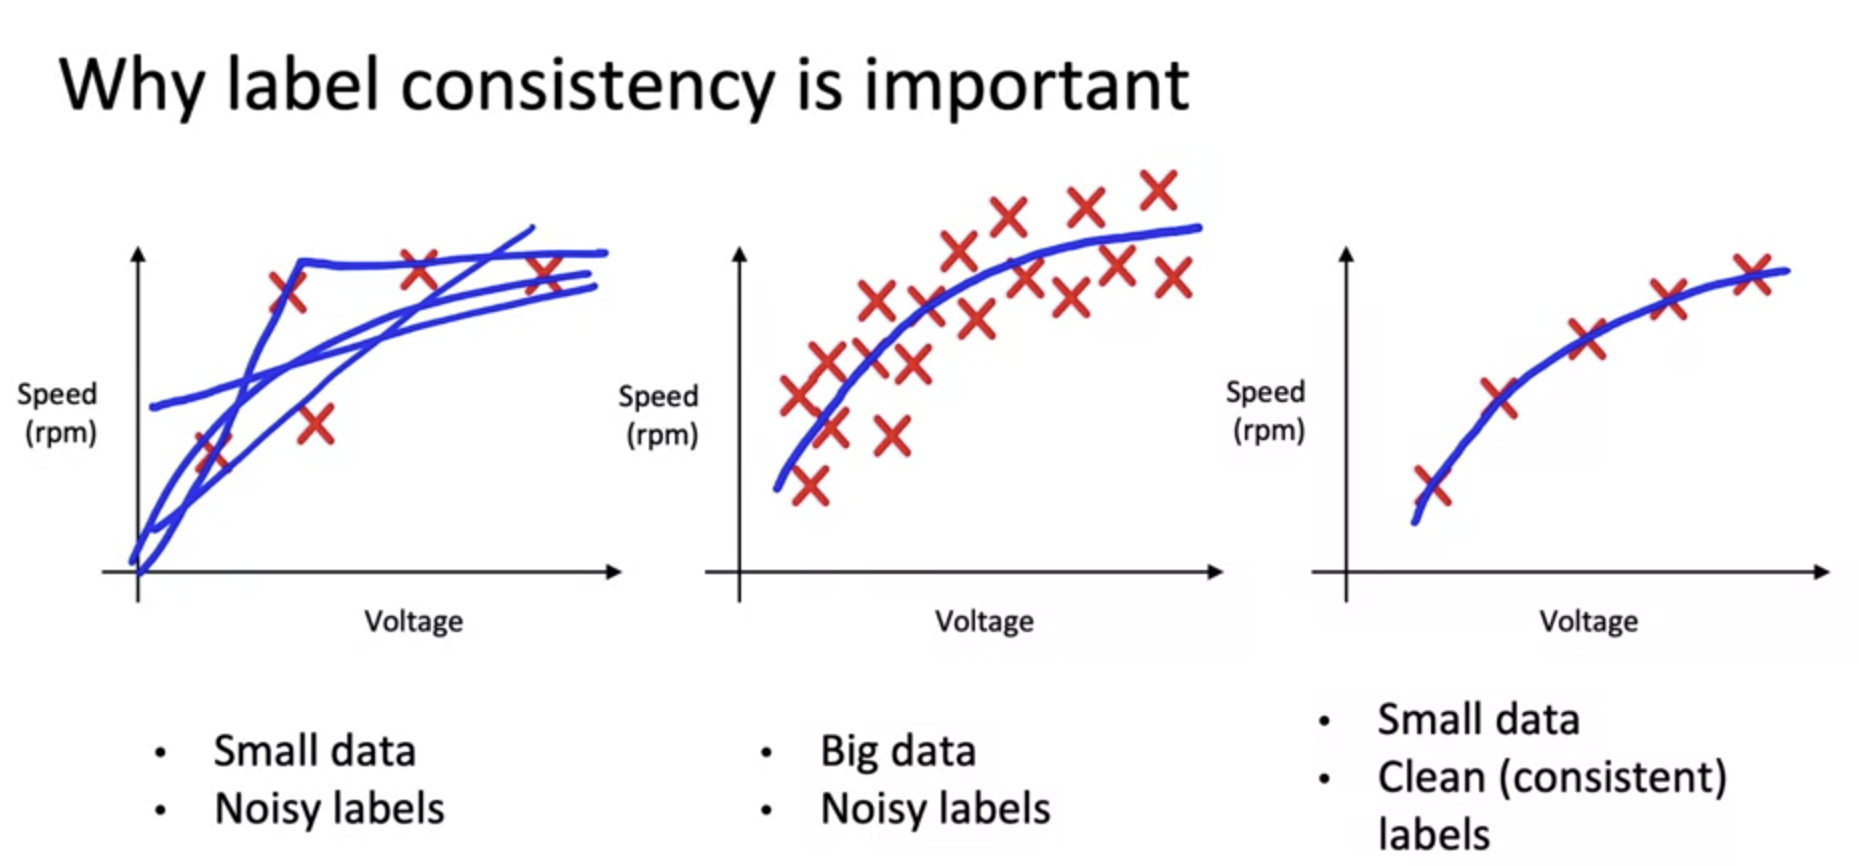 Why label consistency is important
Speed
(rpm)
Voltage
• Small data
• Noisy labels
Speed
(rpm)
Voltage
• Big data
• Noisy labels
Speed
(rpm)
Voltage
• Small data
• Clean (consistent)
labels